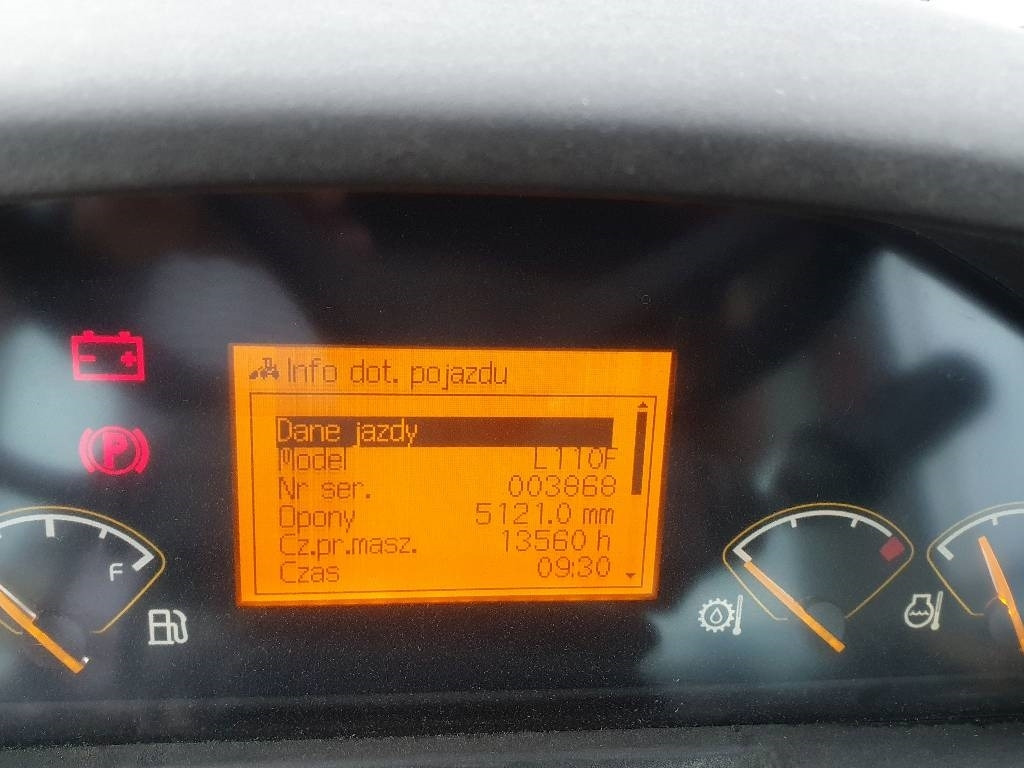 Info dot. pojazdu
Dane jazdy
Model L110F
Nr ser. 003868
Opony 5121.0 mm
Cz.pr.masz. 13560 h
Czas 09:30
P
F